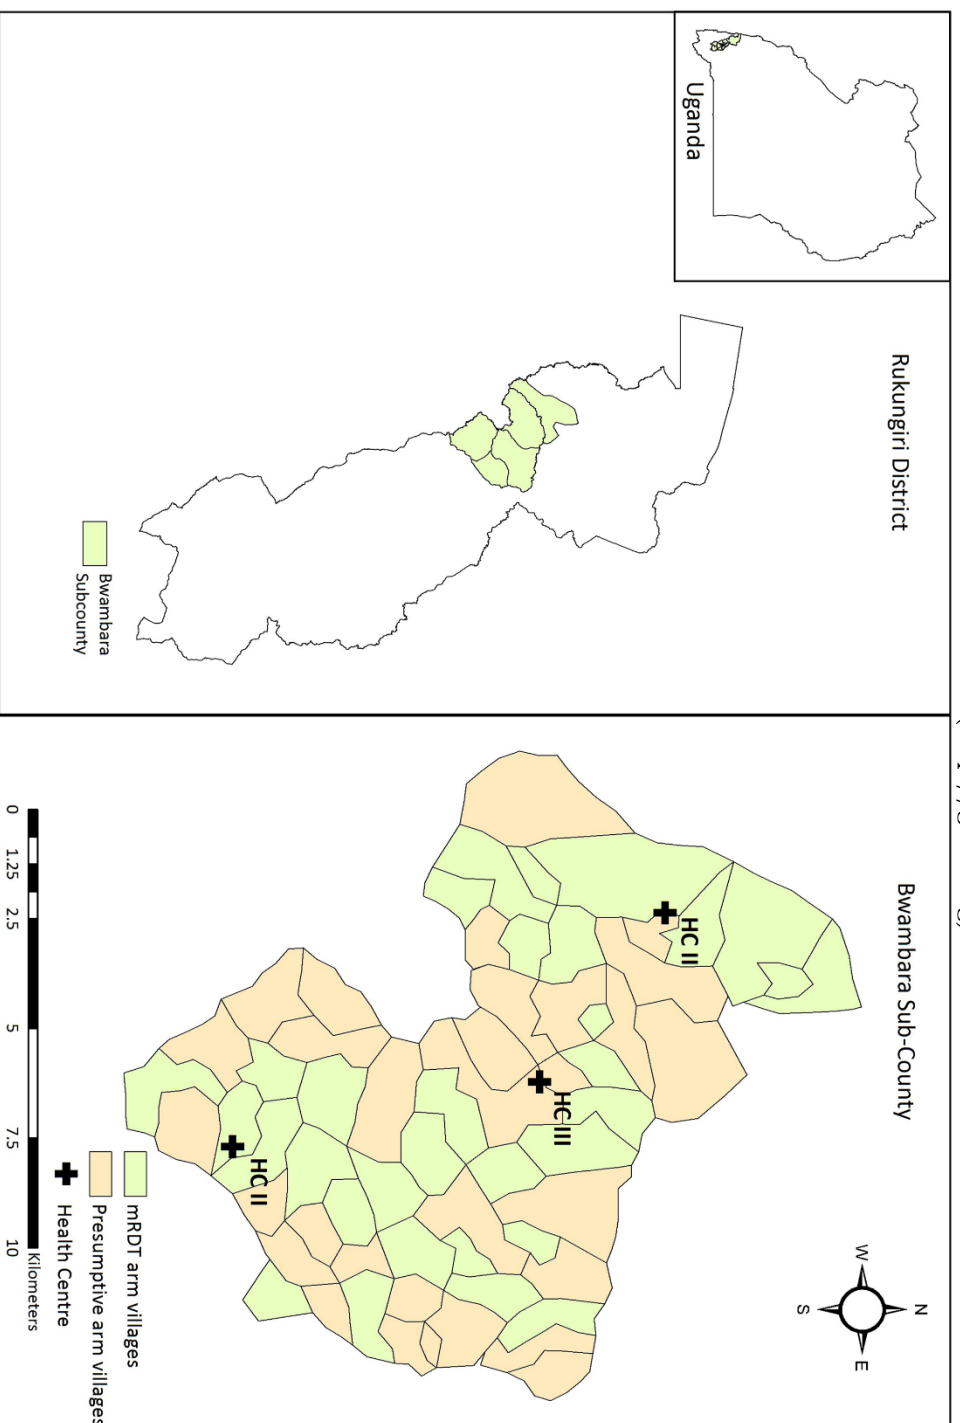 Uganda
Rukungiri District
Bwambara
Subcounty
Bwambara Sub-County
N
W
E
S
HC II
HC III
HC II
mRDT arm villages
Presumptive arm villages
Health Centre
0 1.25 2.5 5 7.5 10
Kilometers